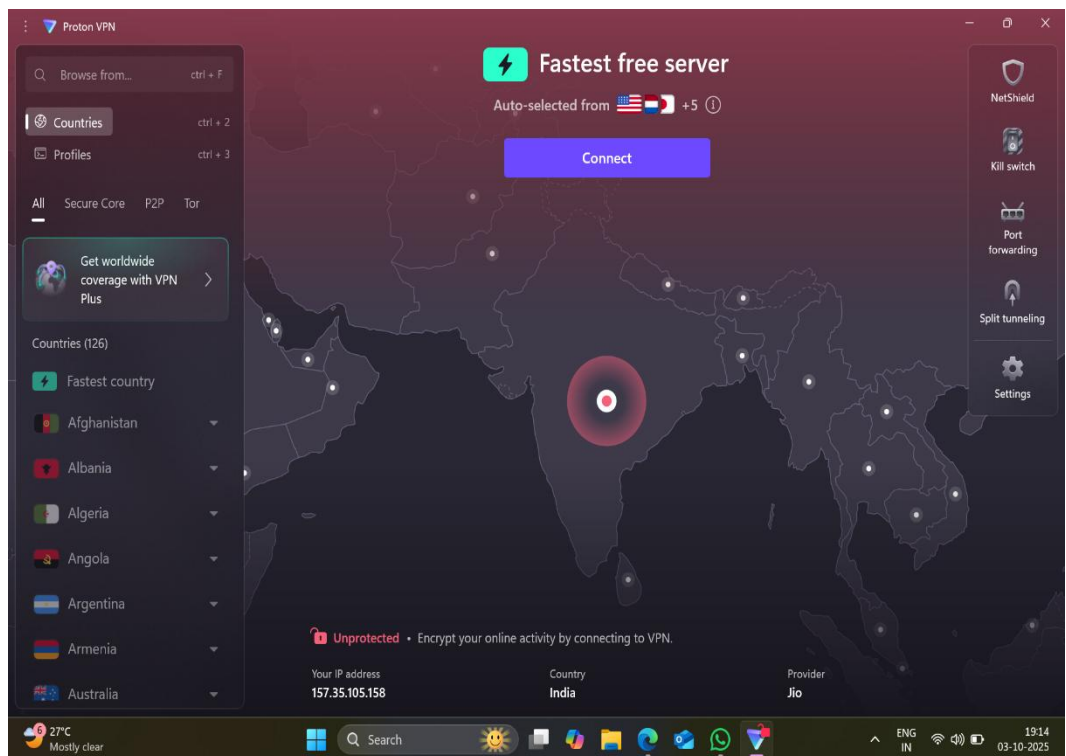 Proton VPN
Browse from... ctrl + F
Countries ctrl + 2
Profiles ctrl + 3
All Secure Core P2P Tor
Get worldwide
coverage with VPN
Plus
Countries (126)
Fastest country
Afghanistan
Albania
Algeria
Angola
Argentina
Armenia
Australia
Fastest free server
Auto-selected from +5
Connect
NetShield
Kill switch
Port
forwarding
Split tunneling
Settings
Unprotected • Encrypt your online activity by connecting to VPN.
Your IP address Country Provider
157.35.105.158 India Jio
6
27°C
Mostly clear
Search
ENG
IN
19:14
03-10-2025